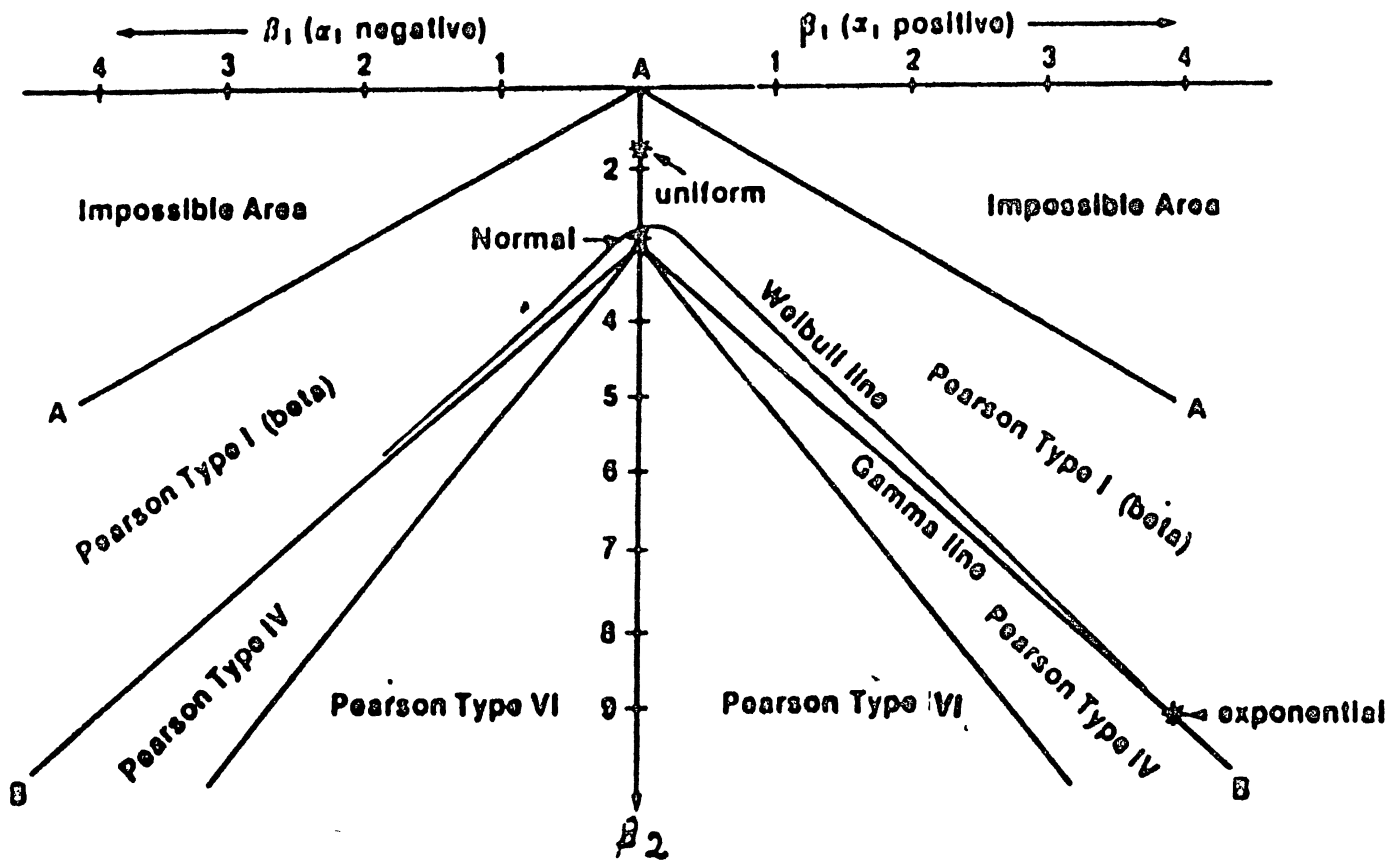 β₁ (α₁ negative)
β₁ (α₁ positive)
4 3 2 1 A 1 2 3 4
2
uniform
Impossible Area
Impossible Area
Normal
4
Weibull line
5
A
A
Pearson Type I (beta)
Pearson Type I (beta)
6
Gamma line
7
8
Pearson Type IV
Pearson Type IV
Pearson Type VI
9
Pearson Type VI
exponential
B
B
β2